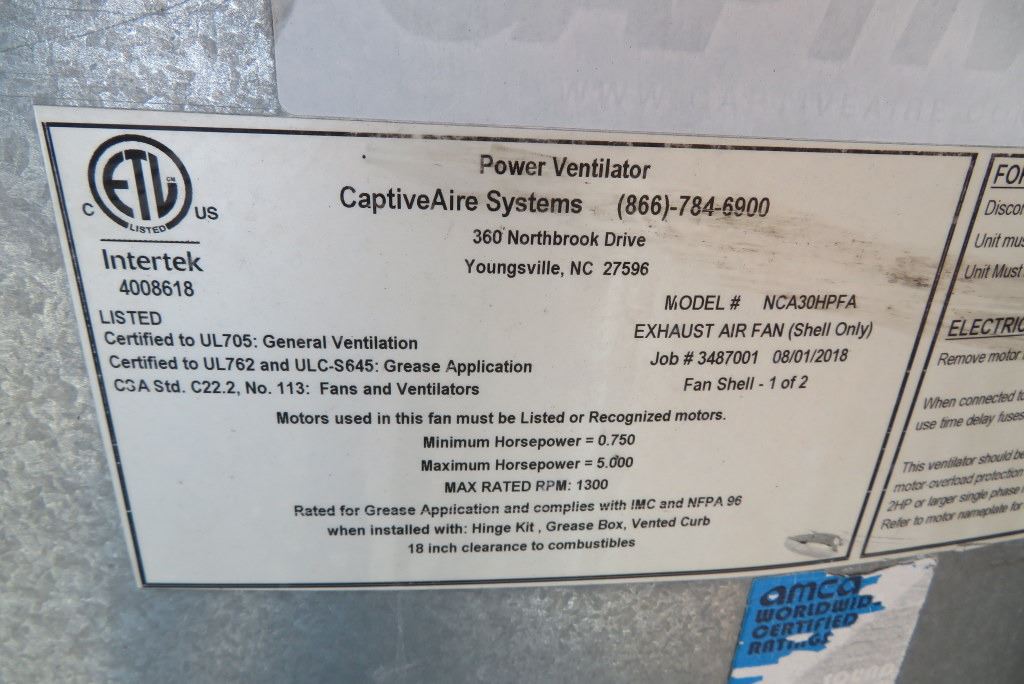 Power Ventilator
CaptiveAire Systems (866)-784-6900
360 Northbrook Drive
Youngsville, NC 27596
C ETL CM US
LISTED
Intertek
4008618
MODEL # NCA30HPFA
EXHAUST AIR FAN (Shell Only)
Job # 3487001 08/01/2018
Fan Shell - 1 of 2
LISTED
Certified to UL705: General Ventilation
Certified to UL762 and ULC-S645: Grease Application
CSA Std. C22.2, No. 113: Fans and Ventilators
Motors used in this fan must be Listed or Recognized motors.
Minimum Horsepower = 0.750
Maximum Horsepower = 5.000
MAX RATED RPM: 1300
Rated for Grease Application and complies with IMC and NFPA 96
when installed with: Hinge Kit , Grease Box, Vented Curb
18 inch clearance to combustibles
FO
Discon
Unit mus
Unit Must
ELECTRIC
Remove motor
When connected to
use time delay fuses
This ventilator should be
motor-overload protection
2HP or larger single phase
Refer to motor nameplate for
amca
WORLDWID
CERTIFIED
RATINGS